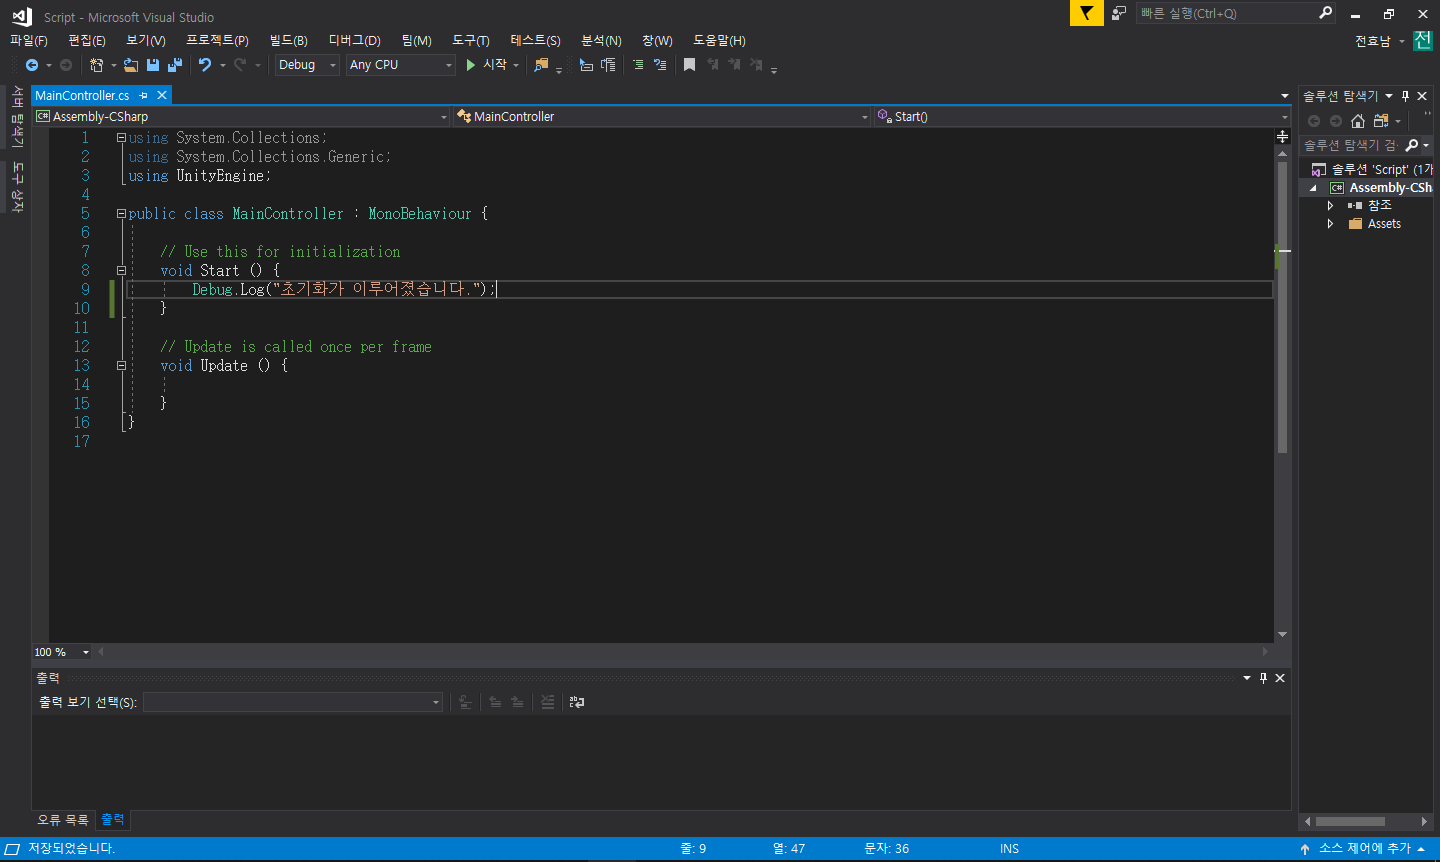 Script - Microsoft Visual Studio
빠른 실행(Ctrl+Q)
파일(F) 편집(E) 보기(V) 프로젝트(P) 빌드(B) 디버그(D) 팀(M) 도구(T) 테스트(S) 분석(N) 창(W) 도움말(H)
전효남 전
Debug Any CPU 시작
서버 탐색기
도구 상자
MainController.cs
Assembly-CSharp MainController Start()
1 using System.Collections;
2 using System.Collections.Generic;
3 using UnityEngine;
4
5 public class MainController : MonoBehaviour {
6
7 // Use this for initialization
8 void Start () {
9 Debug.Log("초기화가 이루어졌습니다.");
10 }
11
12 // Update is called once per frame
13 void Update () {
14
15 }
16 }
17
100 %
솔루션 탐색기
솔루션 탐색기 검
솔루션 'Script' (1개
Assembly-CSha
참조
Assets
출력
출력 보기 선택(S):
오류 목록 출력
저장되었습니다. 줄: 9 열: 47 문자: 36 INS 소스 제어에 추가